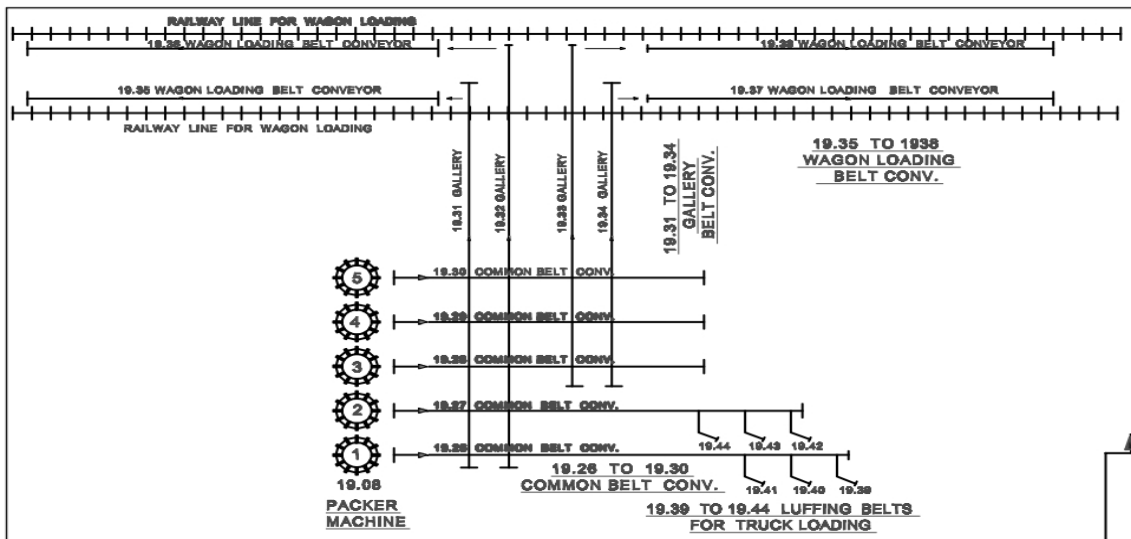 RAILWAY LINE FOR WAGON LOADING
19.36 WAGON LOADING BELT CONVEYOR
19.38 WAGON LOADING BELT CONVEYOR
19.35 WAGON LOADING BELT CONVEYOR
19.37 WAGON LOADING BELT CONVEYOR
RAILWAY LINE FOR WAGON LOADING
19.35 TO 1938
WAGON LOADING
BELT CONV.
19.31 GALLERY
19.32 GALLERY
19.33 GALLERY
19.34 GALLERY
19.31 TO 19.34
GALLERY
BELT CONV.
5
19.30 COMMON BELT CONV.
4
19.29 COMMON BELT CONV.
3
19.28 COMMON BELT CONV.
2
19.27 COMMON BELT CONV.
19.44
19.43
19.42
1
19.26 COMMON BELT CONV.
19.41
19.40
19.39
19.08
PACKER
MACHINE
19.26 TO 19.30
COMMON BELT CONV.
19.39 TO 19.44 LUFFING BELTS
FOR TRUCK LOADING